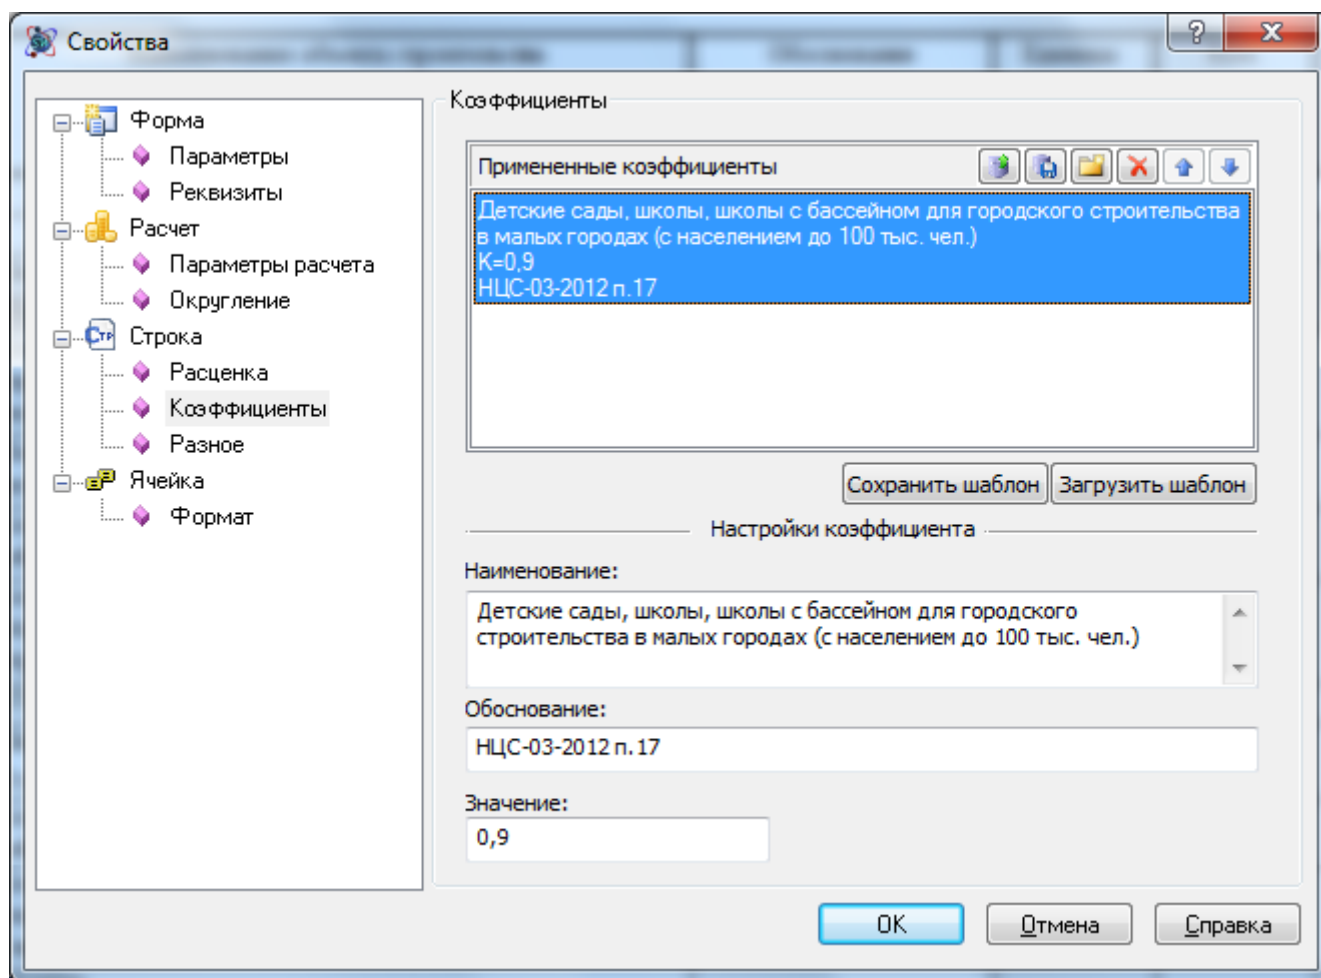 Свойства
Форма
Параметры
Реквизиты
Расчет
Параметры расчета
Округление
Строка
Расценка
Коэффициенты
Разное
Ячейка
Формат
Коэффициенты
Примененные коэффициенты
Детские сады, школы, школы с бассейном для городского строительства
в малых городах (с населением до 100 тыс. чел.)
К=0,9
НЦС-03-2012 п.17
Сохранить шаблон
Загрузить шаблон
Настройки коэффициента
Наименование:
Детские сады, школы, школы с бассейном для городского
строительства в малых городах (с населением до 100 тыс. чел.)
Обоснование:
НЦС-03-2012 п.17
Значение:
0,9
ОК
Отмена
Справка